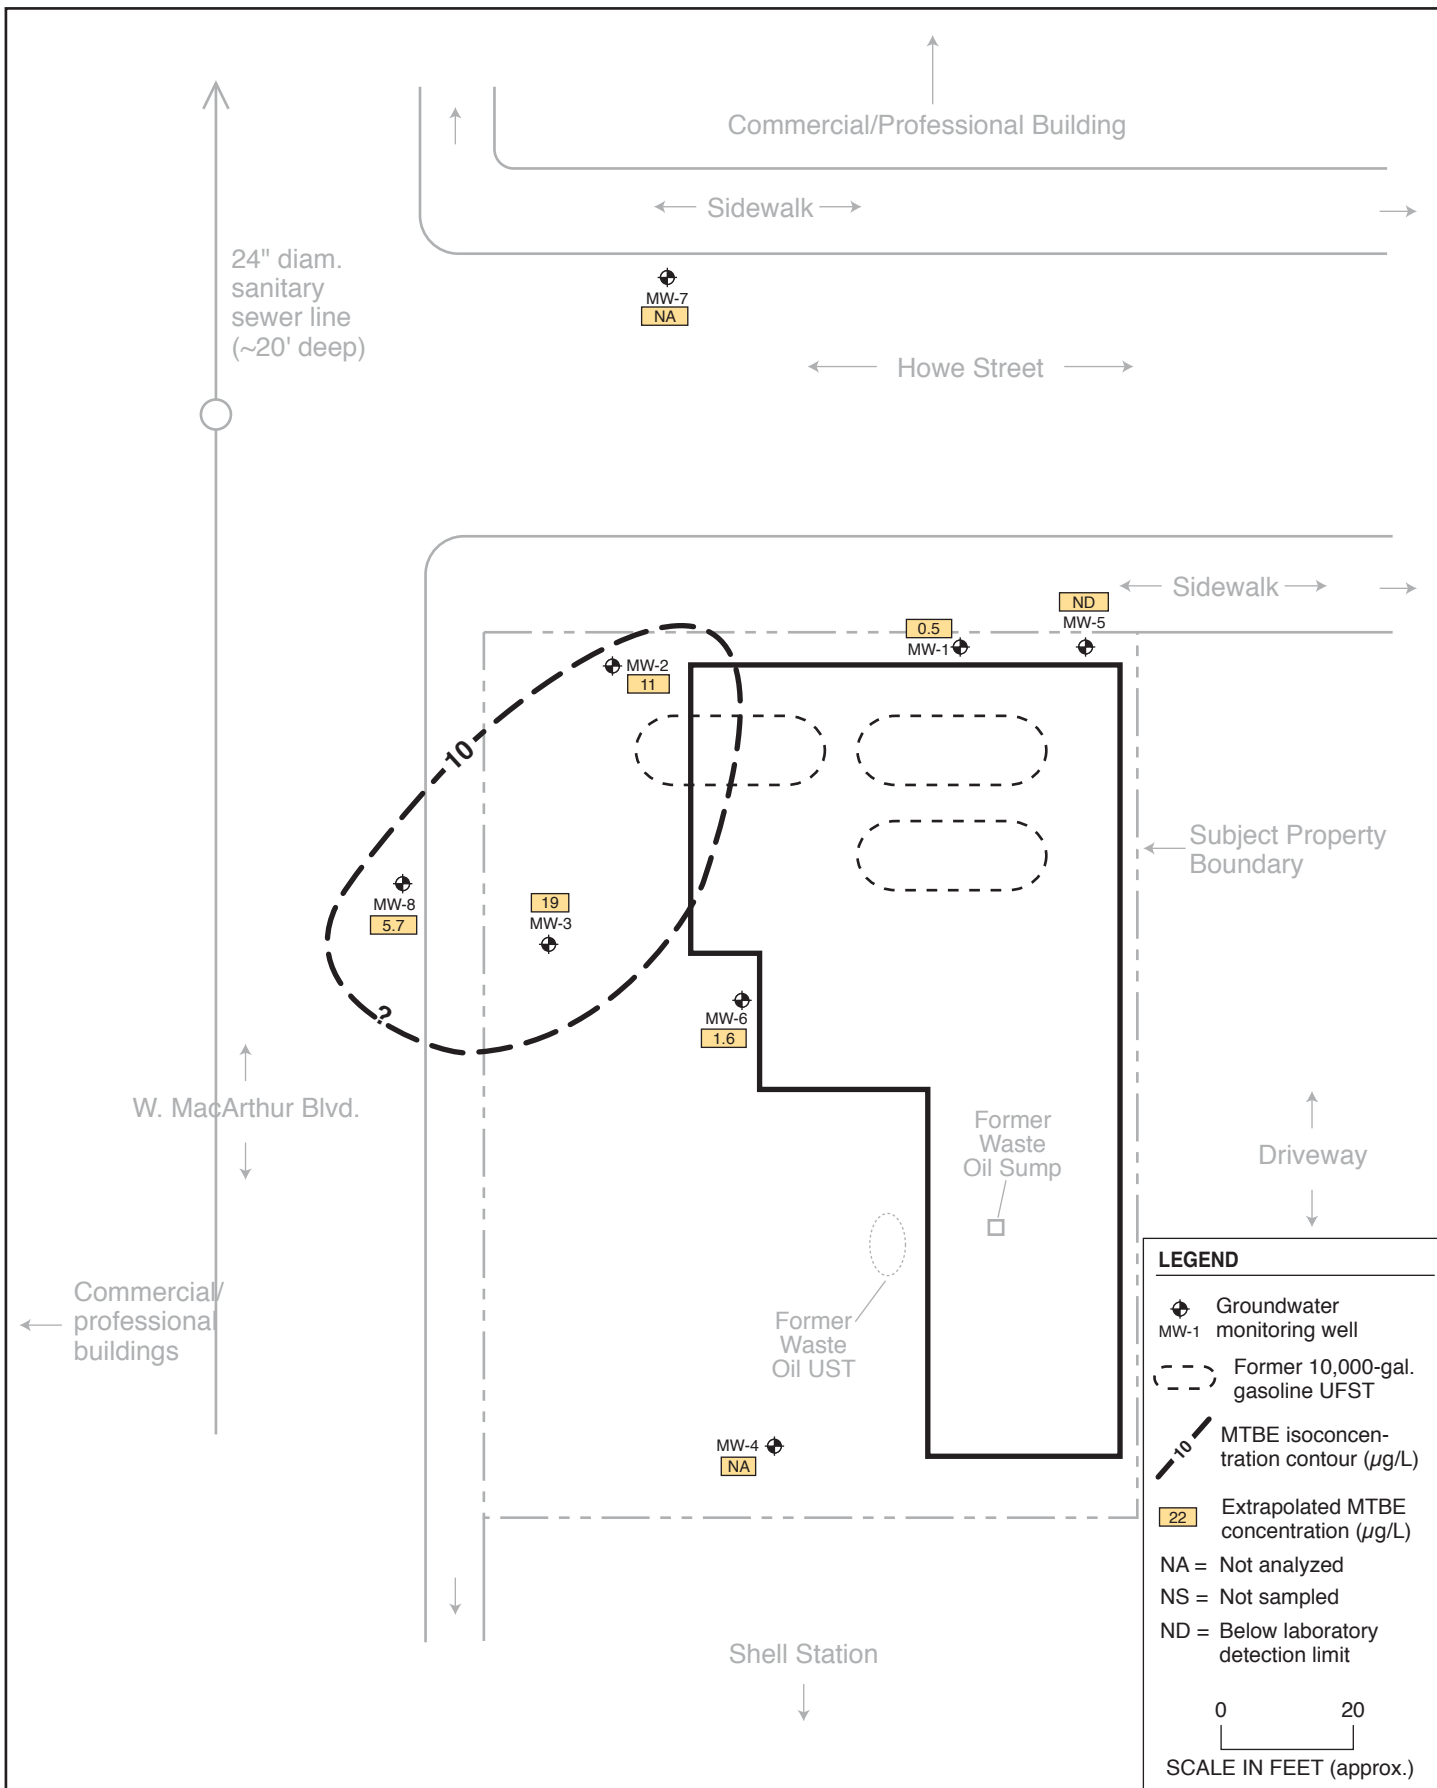 Commercial/Professional Building
Sidewalk
24" diam.
sanitary
sewer line
(~20' deep)
MW-7
NA
Howe Street
Sidewalk
ND
MW-5
0.5
MW-1
MW-2
11
10
Subject Property
Boundary
MW-8
5.7
19
MW-3
?
MW-6
1.6
W. MacArthur Blvd.
Former
Waste
Oil Sump
Driveway
Commercial/
professional
buildings
Former
Waste
Oil UST
MW-4
NA
Shell Station
LEGEND
MW-1
Groundwater
monitoring well
Former 10,000-gal.
gasoline UFST
10
MTBE isoconcen-
tration contour (µg/L)
22
Extrapolated MTBE
concentration (µg/L)
NA = Not analyzed
NS = Not sampled
ND = Below laboratory
detection limit
0 20
SCALE IN FEET (approx.)